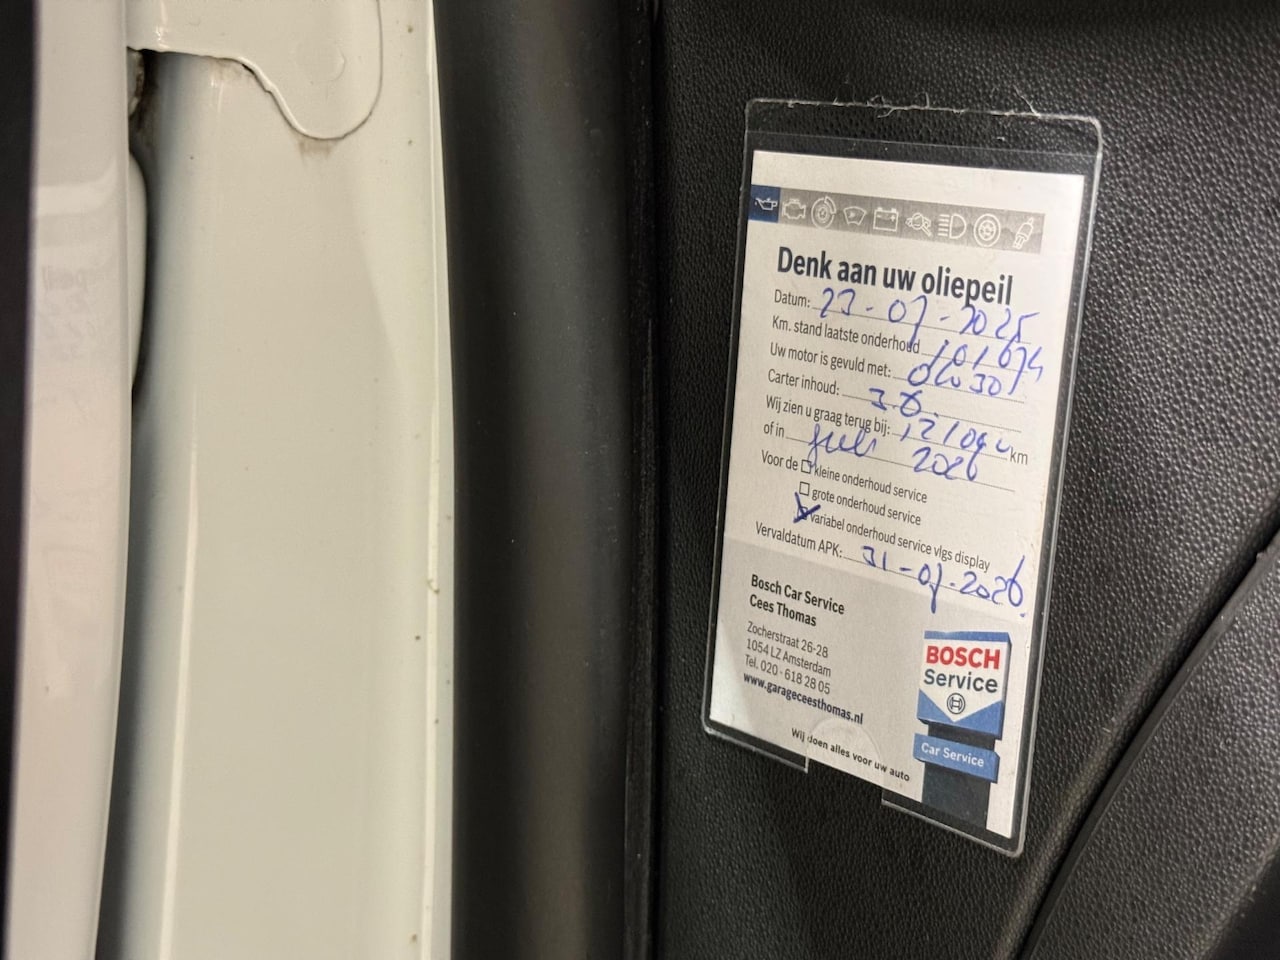 Denk aan uw oliepeil
Datum: 23-07-2025
Km. stand laatste onderhoud 101674
Uw motor is gevuld met: 0W30
Carter inhoud: 3.8
Wij zien u graag terug bij: km
of in juli 2026
Voor de kleine onderhoud service
grote onderhoud service
variabel onderhoud service vlgs display
Vervaldatum APK: 31-07-2026
Bosch Car Service
Cees Thomas
Zocherstraat 26-28
1054 LZ Amsterdam
Tel. 020 - 618 28 05
www.garageceesthomas.nl
BOSCH
Service
Car Service
Wij doen alles voor uw auto